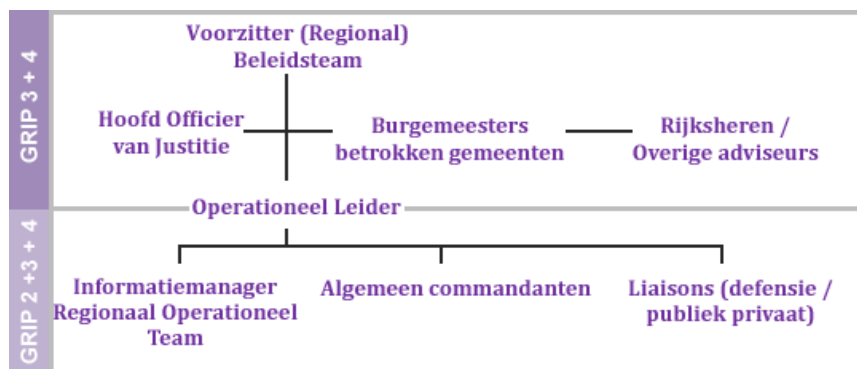 GRIP 3 + 4
Voorzitter (Regional)
Beleidsteam
Hoofd Officier
van Justitie
Burgemeesters
betrokken gemeenten
Rijksheren /
Overige adviseurs
Operationeel Leider
GRIP 2 +3 + 4
Informatiemanager
Regionaal Operationeel
Team
Algemeen commandanten
Liaisons (defensie /
publiek privaat)